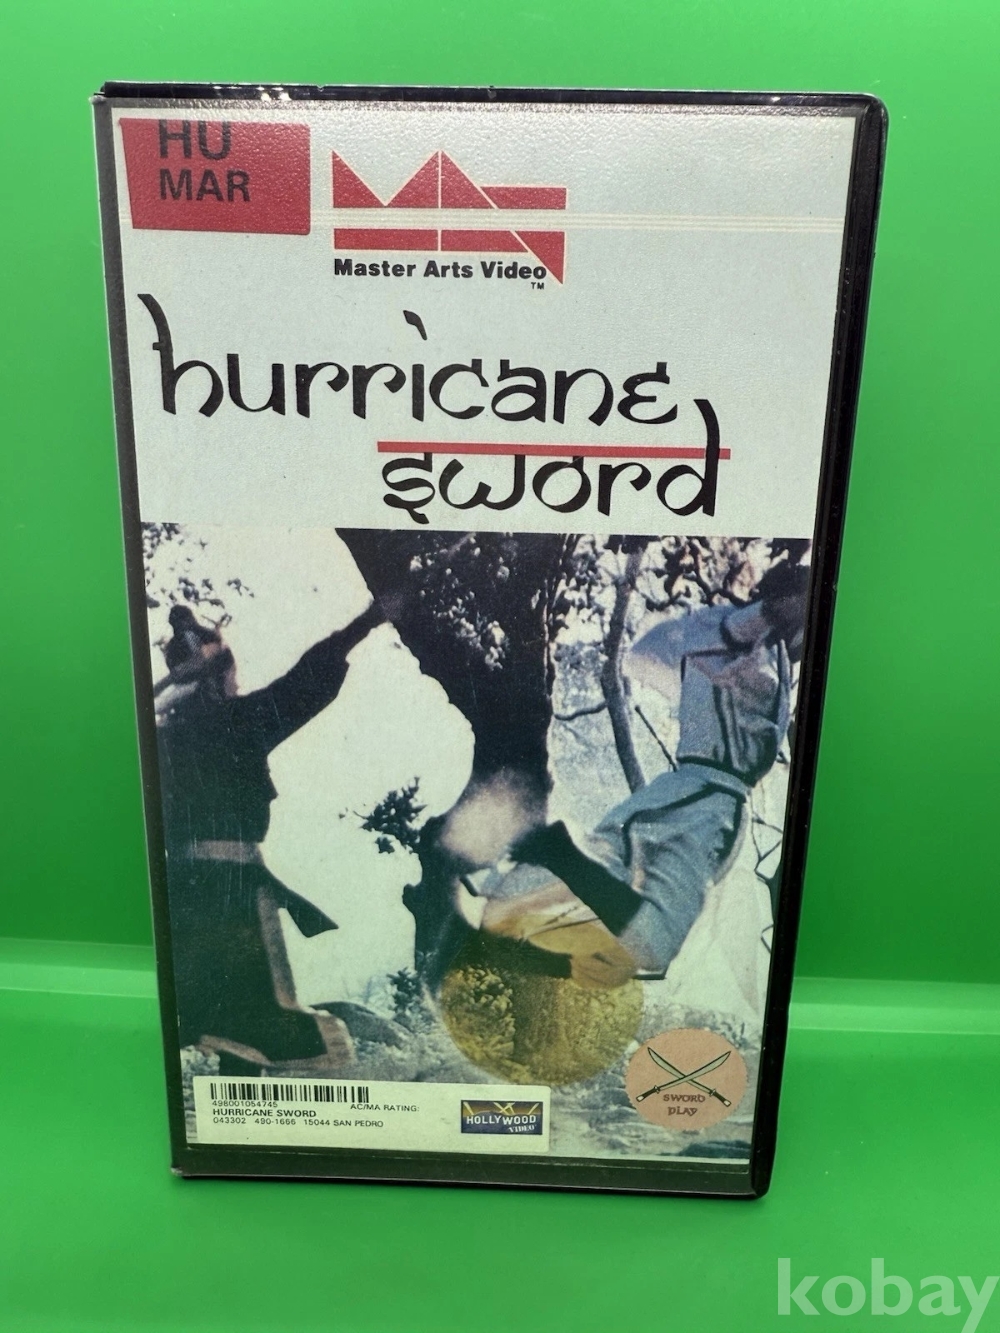 HU
MAR
Master Arts Video
TM
hurricane
sword
498001054745
AC/MA RATING:
HURRICANE SWORD
043302 490-1666 15044 SAN PEDRO
HOLLYWOOD
VIDEO
SWORD
PLAY
kobay